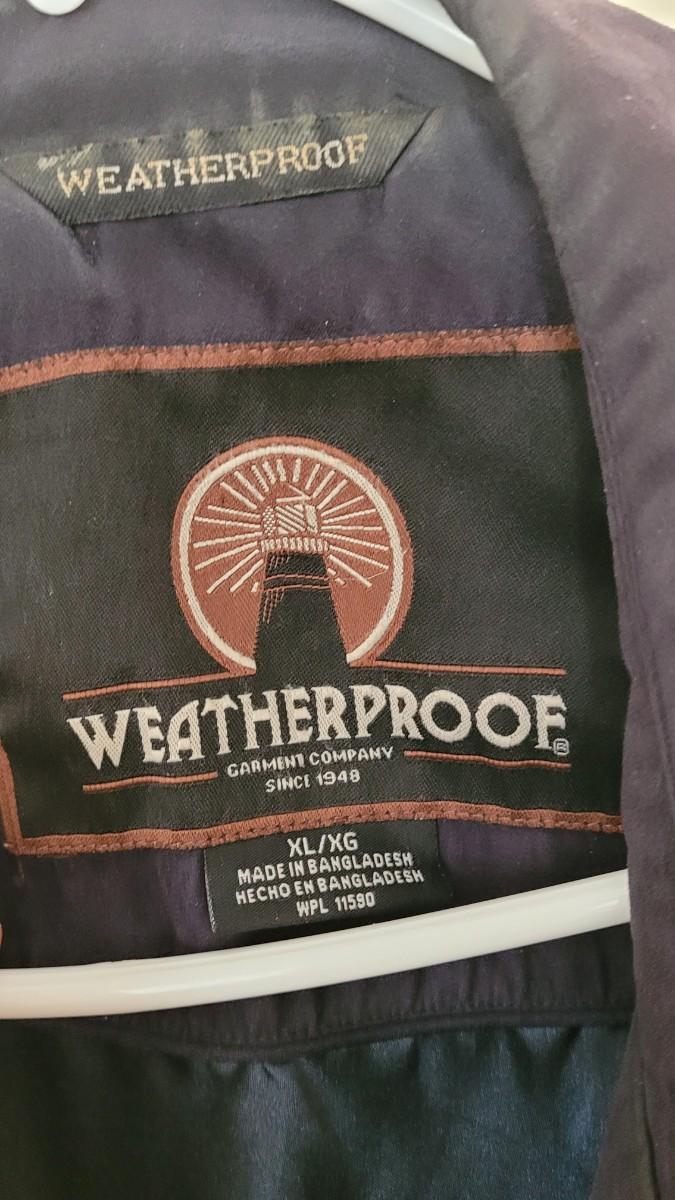 WEATHERPROOF
WEATHERPROOF®
GARMENT COMPANY
SINCE 1948
XL/XG
MADE IN BANGLADESH
HECHO EN BANGLADESH
WPL 11590